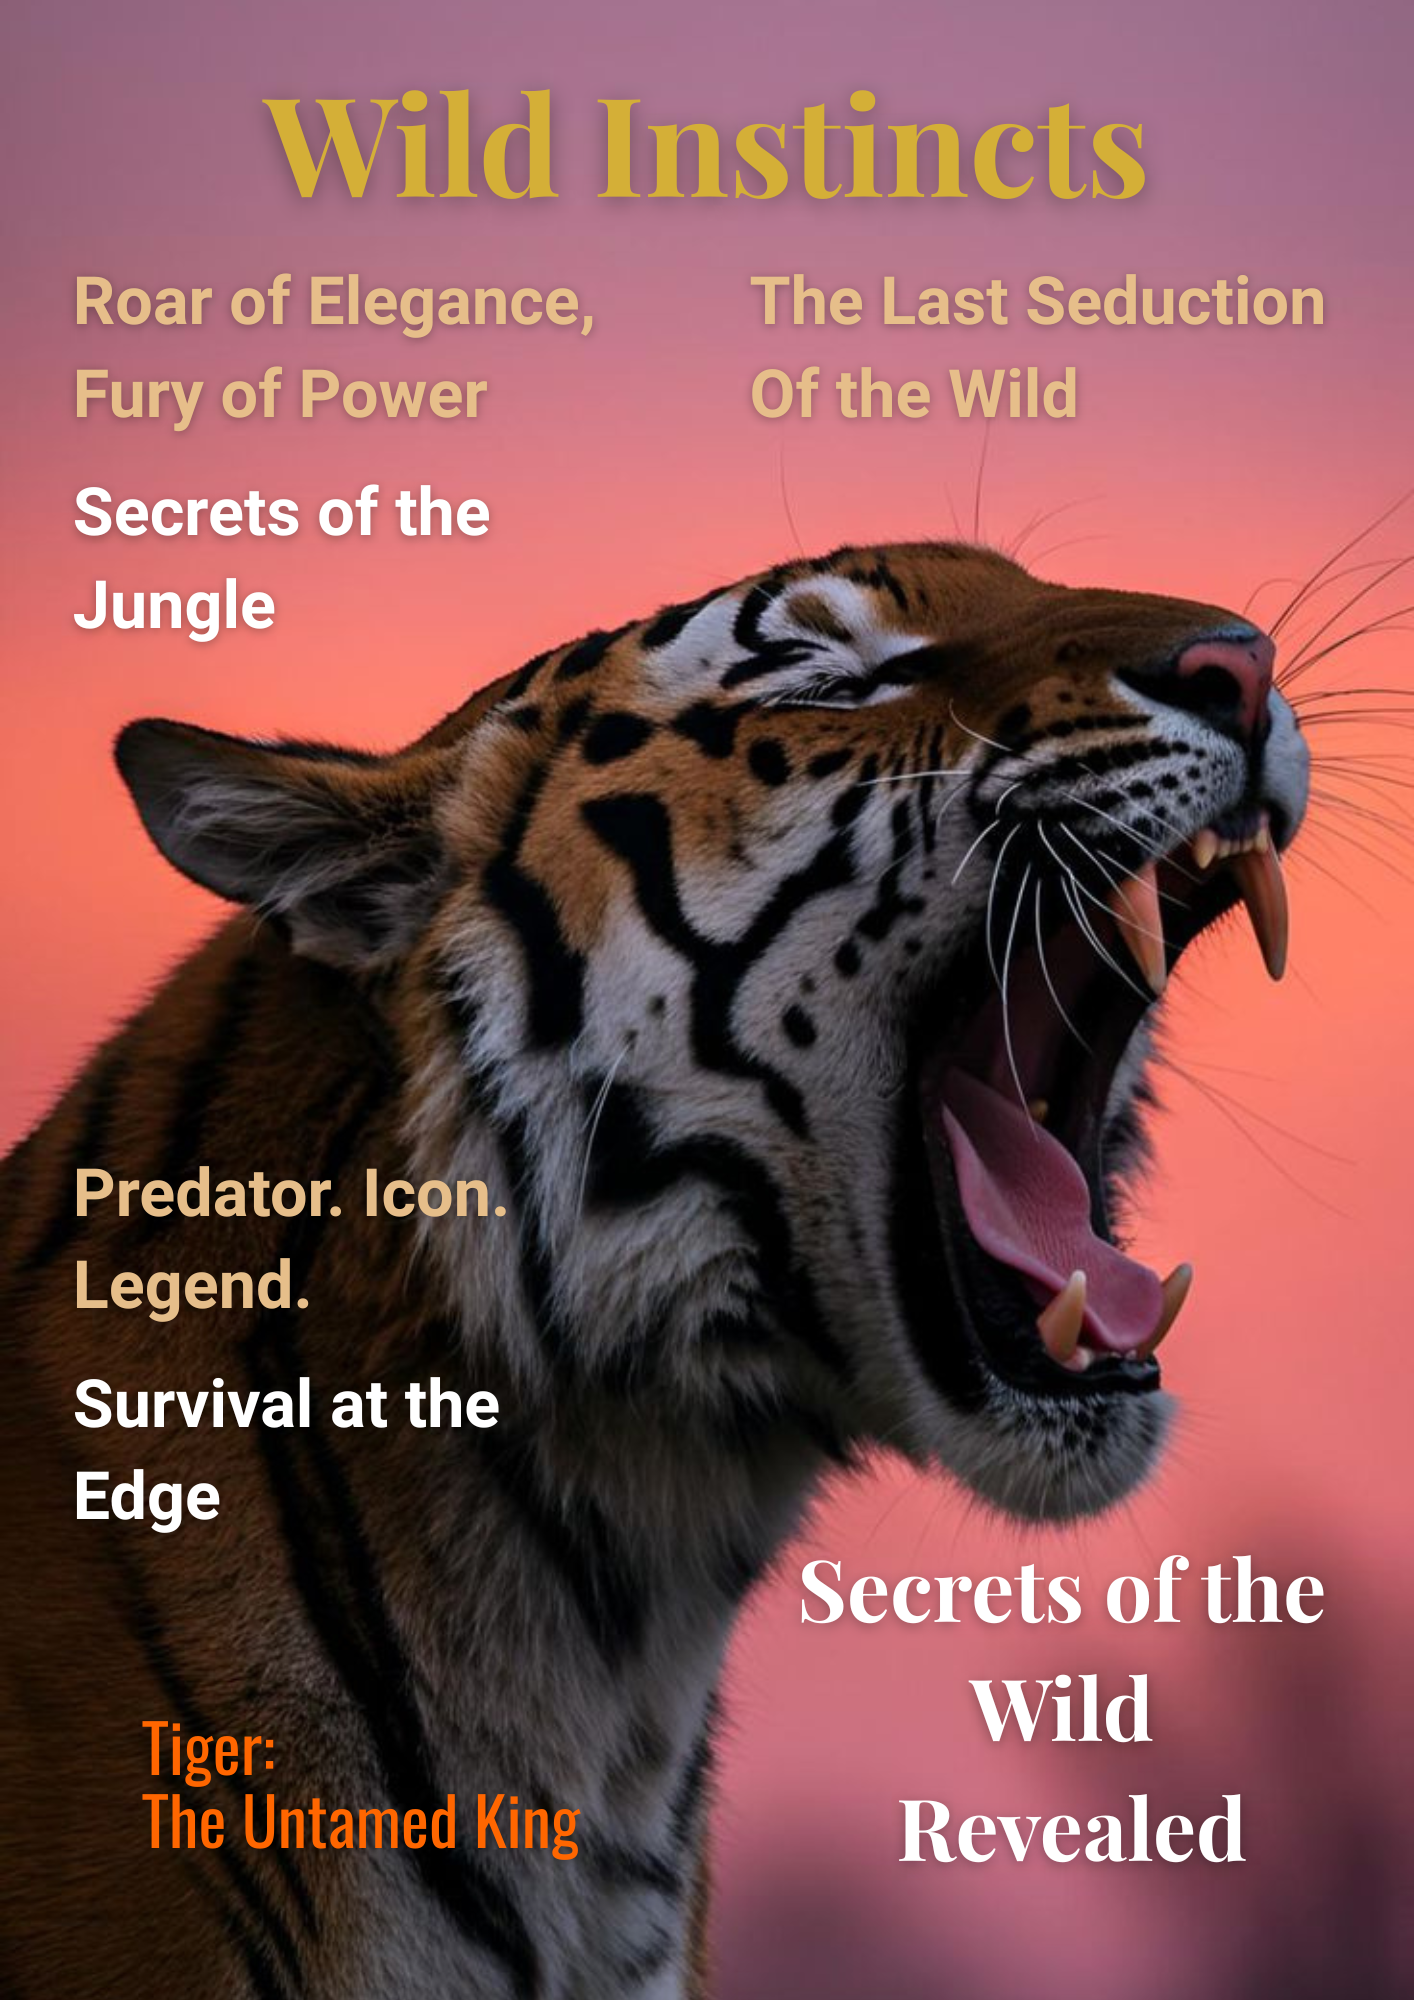 Wild Instincts
Roar of Elegance,
Fury of Power
The Last Seduction
Of the Wild
Secrets of the
Jungle
Predator. Icon.
Legend.
Survival at the
Edge
Secrets of the
Wild
Revealed
Tiger:
The Untamed King